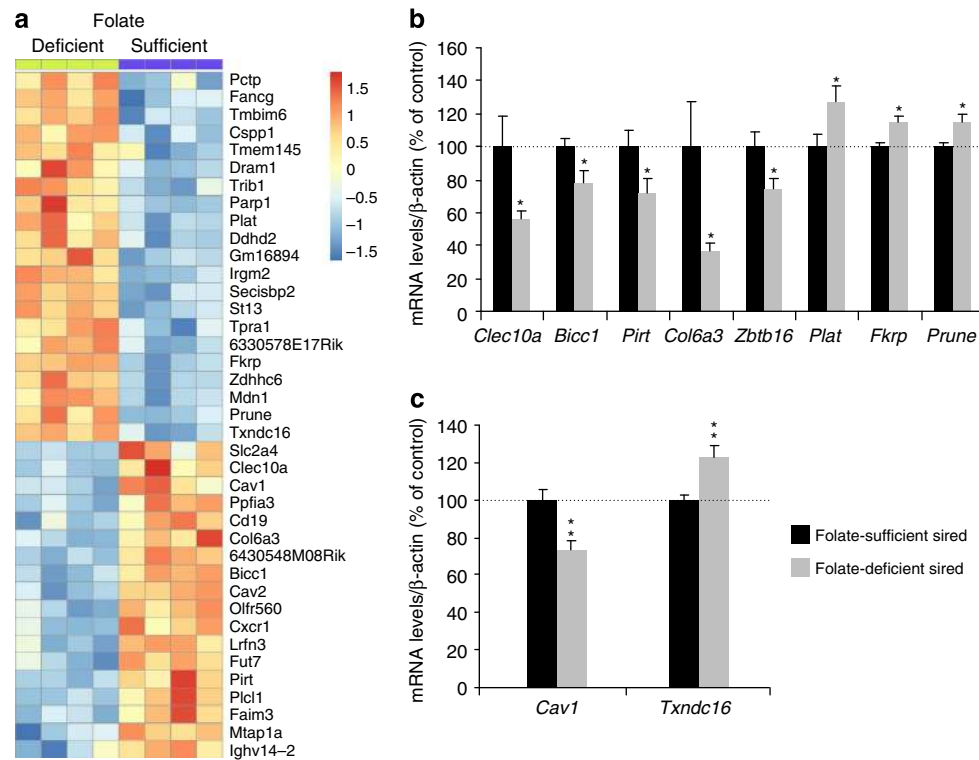 a
Folate
Deficient Sufficient
Pctp
Fancg
Tmbim6
Cspp1
Tmem145
Dram1
Trib1
Parp1
Plat
Ddhd2
Gm16894
Irgm2
Secisbp2
St13
Tpra1
6330578E17Rik
Fkrp
Zdhhc6
Mdn1
Prune
Txndc16
Slc2a4
Clec10a
Cav1
Ppfia3
Cd19
Col6a3
6430548M08Rik
Bicc1
Cav2
Olfr560
Cxcr1
Lrfn3
Fut7
Pirt
Plcl1
Faim3
Mtap1a
Ighv14–2
1.5
1
0.5
0
–0.5
–1
–1.5
b
mRNA levels/β-actin (% of control)
160
140
120
100
80
60
40
20
0
* * * * * * * *
Clec10a Bicc1 Pirt Col6a3 Zbtb16 Plat Fkrp Prune
c
mRNA levels/β-actin (% of control)
140
120
100
80
60
40
20
0
** **
Cav1 Txndc16
Folate-sufficient sired
Folate-deficient sired